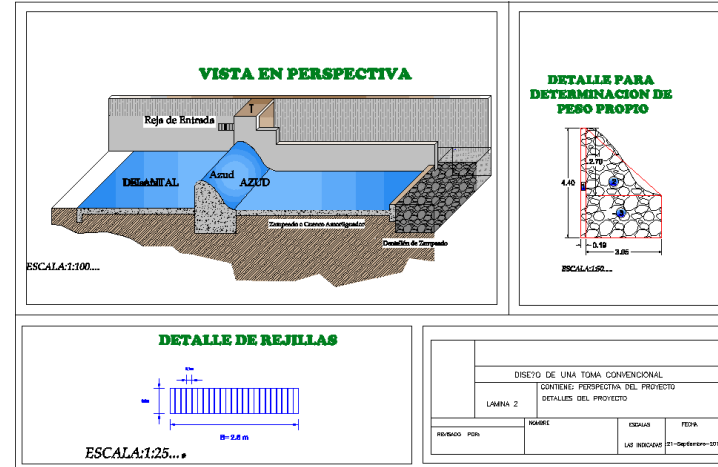 VISTA EN PERSPECTIVA
Reja de Entrada
T
DELANTAL
Azud
AZUD
Zampeado o Cuenco Amortiguador
Dentellón de Zampeado
ESCALA:1:100....
DETALLE PARA
DETERMINACION DE
PESO PROPIO
2.70
4.40
0.19
3.85
ESCALA:1:50....
DETALLE DE REJILLAS
B=2.6 m
ESCALA:1:25....
DISE?O DE UNA TOMA CONVENCIONAL
LAMINA 2
CONTIENE: PERSPECTIVA DEL PROYECTO
DETALLES DEL PROYECTO
REVISADO POR:
NOMBRE
ESCALAS
FECHA
LAS INDICADAS
21-Septiembre-201